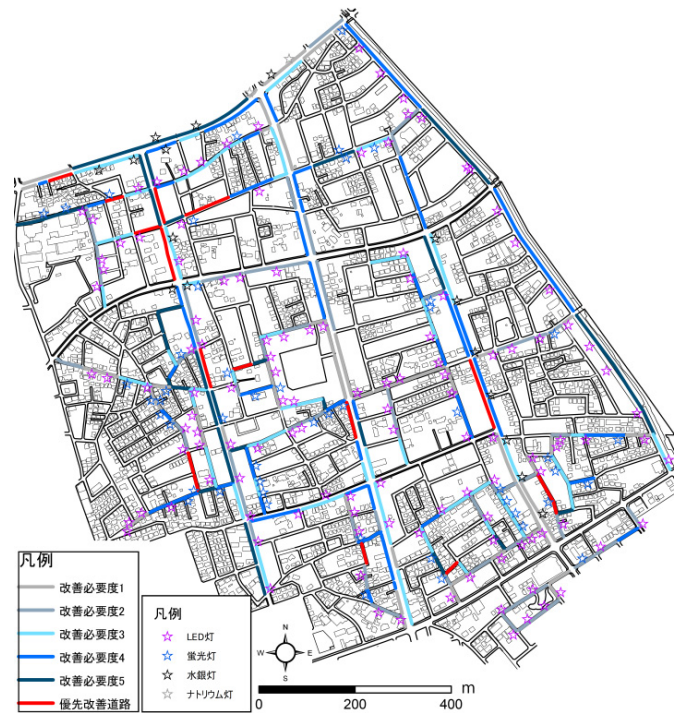 凡例
改善必要度1
改善必要度2
改善必要度3
改善必要度4
改善必要度5
優先改善道路
凡例
LED灯
蛍光灯
水銀灯
ナトリウム灯
N
W
E
S
m
0
200
400